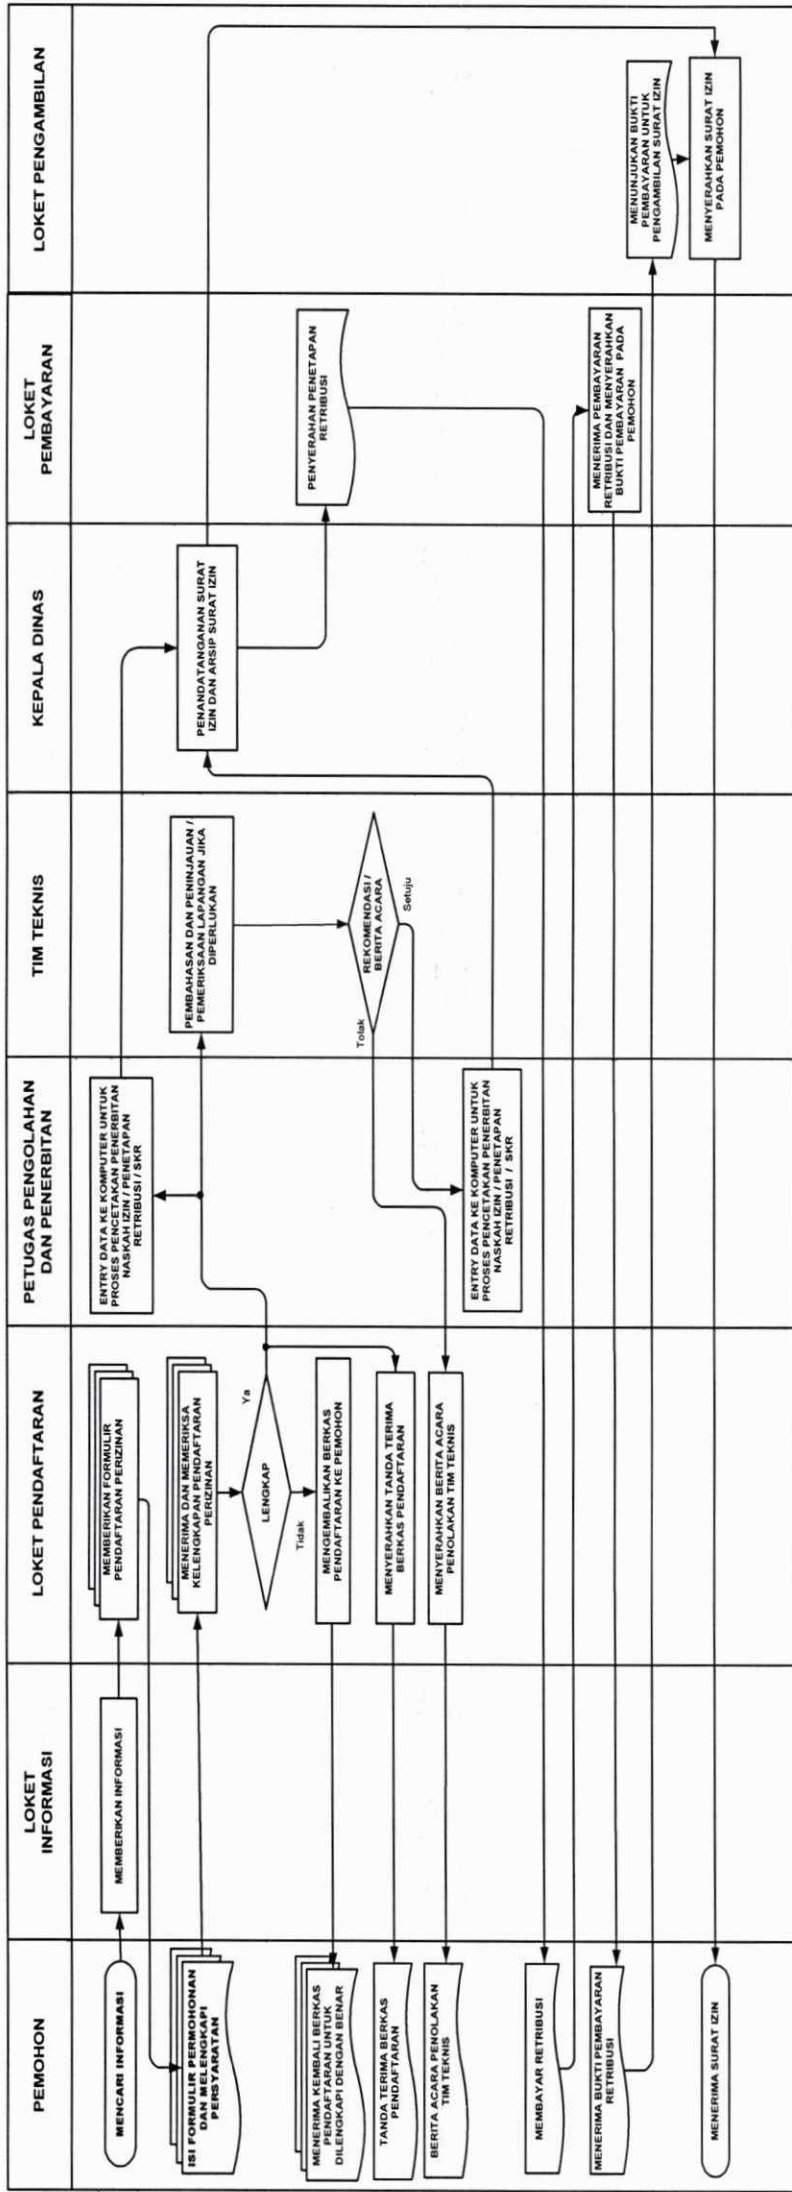 PEMOHON
LOKET
INFORMASI
LOKET PENDAFTARAN
PETUGAS PENGOLAHAN
DAN PENERBITAN
TIM TEKNIS
KEPALA DINAS
LOKET
PEMBAYARAN
LOKET PENGAMBILAN
MENCARI INFORMASI
MEMBERIKAN INFORMASI
MEMBERIKAN FORMULIR
PENDAFTARAN PERIZINAN
ENTRY DATA KE KOMPUTER UNTUK
PROSES PENCETAKAN PENERBITAN
NASKAH IZIN / PENETAPAN
RETRIBUSI / SKR
ISI FORMULIR PERMOHONAN
DAN MELENGKAPI
PERSYARATAN
MENERIMA DAN MEMERIKSA
KELENGKAPAN PENDAFTARAN
PERIZINAN
PEMBAHASAN DAN PENINJAUAN /
PEMERIKSAAN LAPANGAN JIKA
DIPERLUKAN
PENANDATANGANAN SURAT
IZIN DAN ARSIP SURAT IZIN
LENGKAP
Ya
Tidak
MENERIMA KEMBALI BERKAS
PENDAFTARAN UNTUK
DILENGKAPI DENGAN BENAR
MENGEMBALIKAN BERKAS
PENDAFTARAN KE PEMOHON
PENYERAHAN PENETAPAN
RETRIBUSI
TANDA TERIMA BERKAS
PENDAFTARAN
MENYERAHKAN TANDA TERIMA
BERKAS PENDAFTARAN
Tolak
REKOMENDASI /
BERITA ACARA
Setuju
BERITA ACARA PENOLAKAN
TIM TEKNIS
MENYERAHKAN BERITA ACARA
PENOLAKAN TIM TEKNIS
ENTRY DATA KE KOMPUTER UNTUK
PROSES PENCETAKAN PENERBITAN
NASKAH IZIN / PENETAPAN
RETRIBUSI / SKR
MEMBAYAR RETRIBUSI
MENERIMA BUKTI PEMBAYARAN
RETRIBUSI
MENERIMA PEMBAYARAN
RETRIBUSI DAN MENYERAHKAN
BUKTI PEMBAYARAN PADA
PEMOHON
MENUNJUKAN BUKTI
PEMBAYARAN UNTUK
PENGAMBILAN SURAT IZIN
MENERIMA SURAT IZIN
MENYERAHKAN SURAT IZIN
PADA PEMOHON